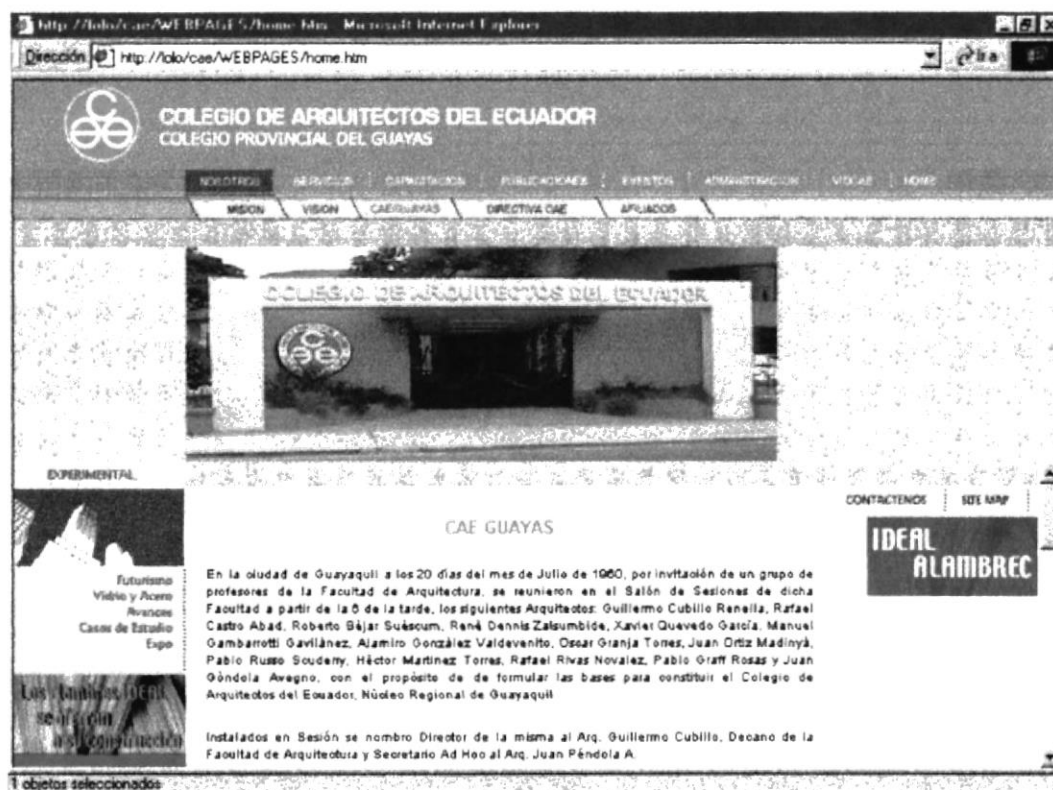 http://lolo/cae/WEBPAGES/home.htm - Microsoft Internet Explorer
Dirección http://lolo/cae/WEBPAGES/home.htm Ir a
COLEGIO DE ARQUITECTOS DEL ECUADOR
COLEGIO PROVINCIAL DEL GUAYAS
NOSOTROS SERVICIOS CAPACITACION PUBLICACIONES EVENTOS ADMINISTRACION VIDCAE HOME
MISION VISION CAE/GUAYAS DIRECTIVA CAE AFILIADOS
COLEGIO DE ARQUITECTOS DEL ECUADOR
cae
EXPERIMENTAL
CONTACTENOS SITE MAP
IDEAL
ALAMBREC
Futurismo
Vidrio y Acero
Avances
Casos de Estudio
Expo
CAE GUAYAS
En la ciudad de Guayaquil a los 20 días del mes de Julio de 1960, por invitación de un grupo de
profesores de la Facultad de Arquitectura, se reunieron en el Salón de Sesiones de dicha
Facultad a partir de la 6 de la tarde, los siguientes Arquitectos: Guillermo Cubillo Renella, Rafael
Castro Abad, Roberto Béjar Suéscum, René Dennis Zalsumbide, Xavier Quevedo García, Manuel
Gambarrotti Gavilánez, Alamiro González Valdevenito, Oscar Granja Torres, Juan Ortiz Madinyá,
Pablo Russo Scudeny, Héctor Martinez Torres, Rafael Rivas Novalez, Pablo Graff Rosas y Juan
Góndola Avegno, con el propósito de de formular las bases para constituir el Colegio de
Arquitectos del Ecuador, Núcleo Regional de Guayaquil
Instalados en Sesión se nombro Director de la misma al Arq. Guillermo Cubillo, Decano de la
Facultad de Arquitectura y Secretario Ad Hoc al Arq. Juan Péndola A.
IDEAL
construcción
1 objetos seleccionados